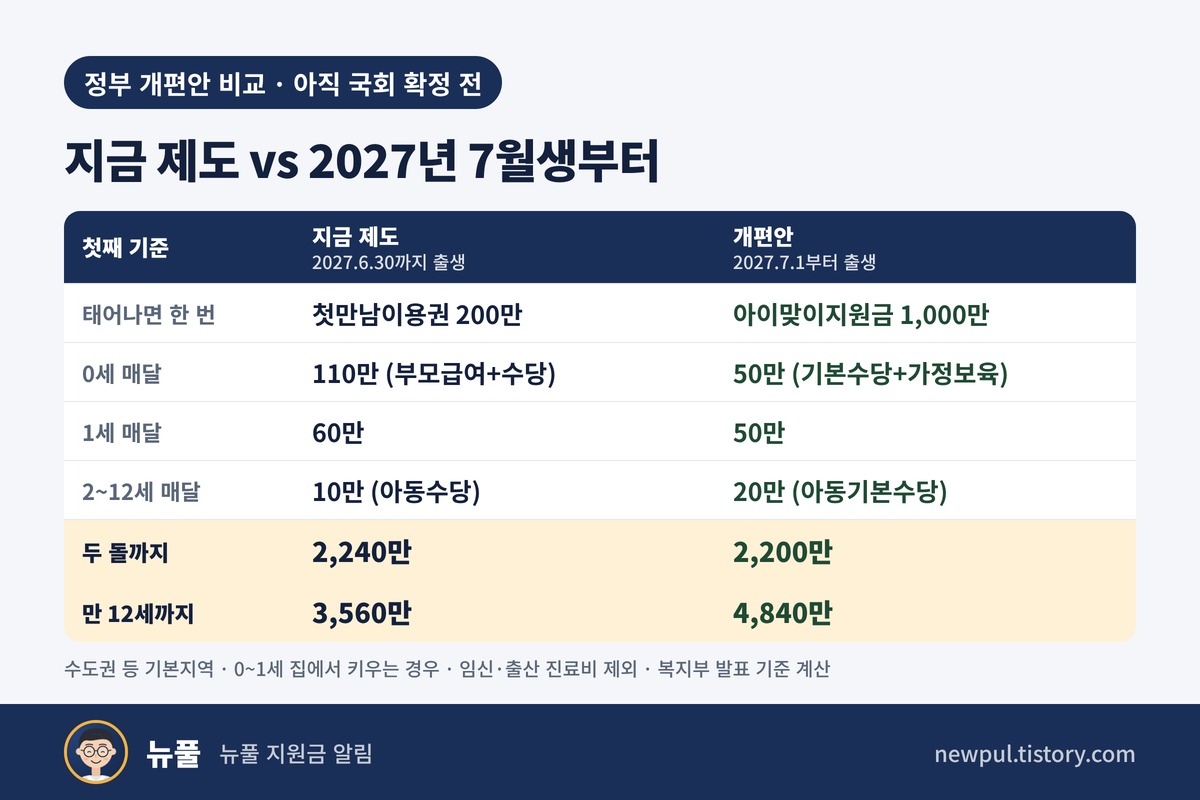 정부 개편안 비교 · 아직 국회 확정 전
지금 제도 vs 2027년 7월생부터
첫째 기준 지금 제도 개편안
2027.6.30까지 출생 2027.7.1부터 출생
태어나면 한 번 첫만남이용권 200만 아이맞이지원금 1,000만
0세 매달 110만 (부모급여+수당) 50만 (기본수당+가정보육)
1세 매달 60만 50만
2~12세 매달 10만 (아동수당) 20만 (아동기본수당)
두 돌까지 2,240만 2,200만
만 12세까지 3,560만 4,840만
수도권 등 기본지역 · 0~1세 집에서 키우는 경우 · 임신·출산 진료비 제외 · 복지부 발표 기준 계산
뉴풀 뉴풀 지원금 알림 newpul.tistory.com